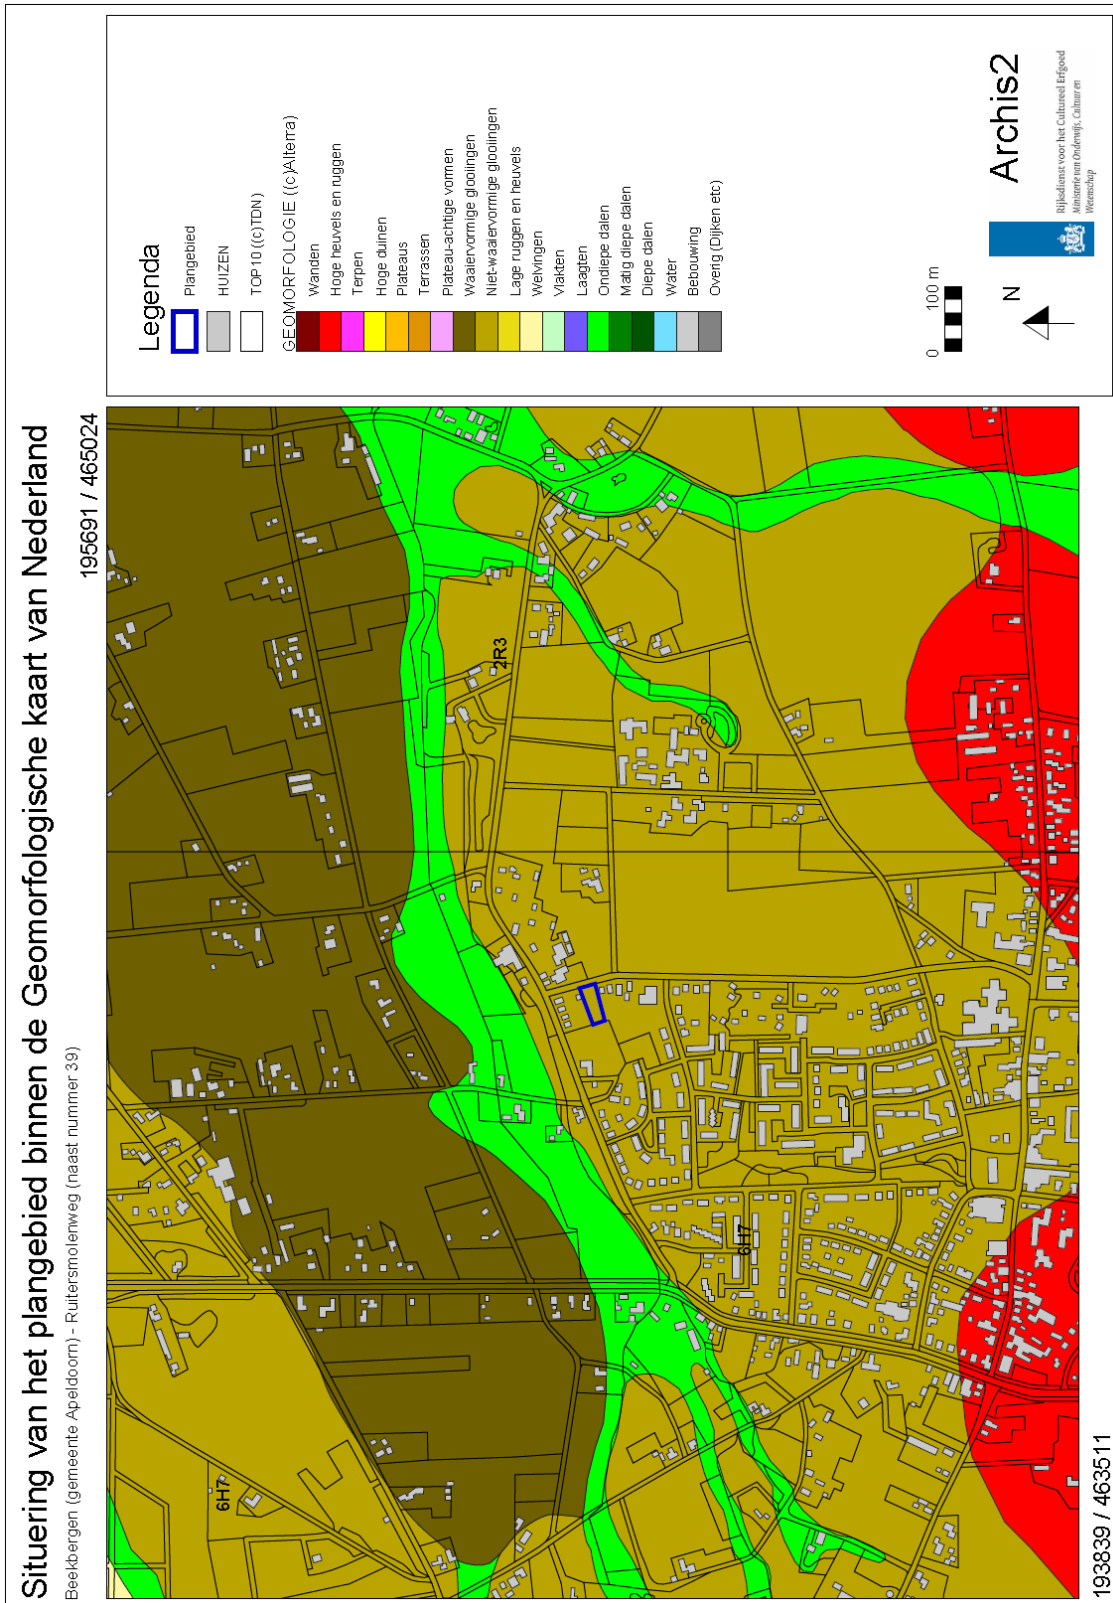 Situering van het plangebied binnen de Geomorfologische kaart van Nederland
Beekbergen (gemeente Apeldoorn) - Ruitersmolenweg (naast nummer 39)
195691 / 465024
6H7
6H7
2R3
193839 / 463511
Legenda
Plangebied
HUIZEN
TOP10 ((c)TDN)
GEOMORFOLOGIE ((c)Alterra)
Wanden
Hoge heuvels en ruggen
Terpen
Hoge duinen
Plateaus
Terrassen
Plateau-achtige vormen
Waaiervormige glooiingen
Niet-waaiervormige glooiingen
Lage ruggen en heuvels
Welvingen
Vlakten
Laagten
Ondiepe dalen
Matig diepe dalen
Diepe dalen
Water
Bebouwing
Overig (Dijken etc)
0 100 m
N
Archis2
Rijksdienst voor het Cultureel Erfgoed
Ministerie van Onderwijs, Cultuur en
Wetenschap